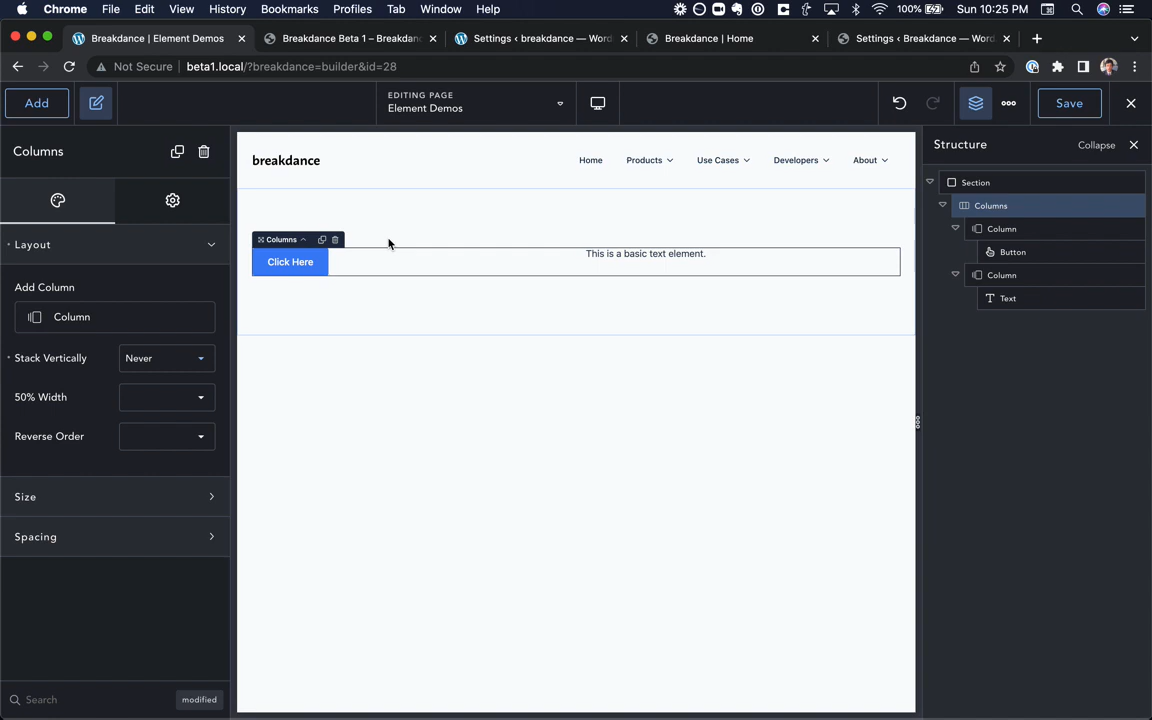 Chrome File Edit View History Bookmarks Profiles Tab Window Help 100% Sun 10:25 PM
Breakdance | Element Demos Breakdance Beta 1 – Breakdan Settings ‹ breakdance — Word Breakdance | Home Settings ‹ Breakdance — Word
Not Secure beta1.local/?breakdance=builder&id=28
Add
EDITING PAGE
Element Demos
Save
Columns
Layout
Add Column
Column
Stack Vertically Never
50% Width
Reverse Order
Size
Spacing
Search modified
breakdance Home Products Use Cases Developers About
Columns
Click Here
This is a basic text element.
Structure Collapse
Section
Columns
Column
Button
Column
Text